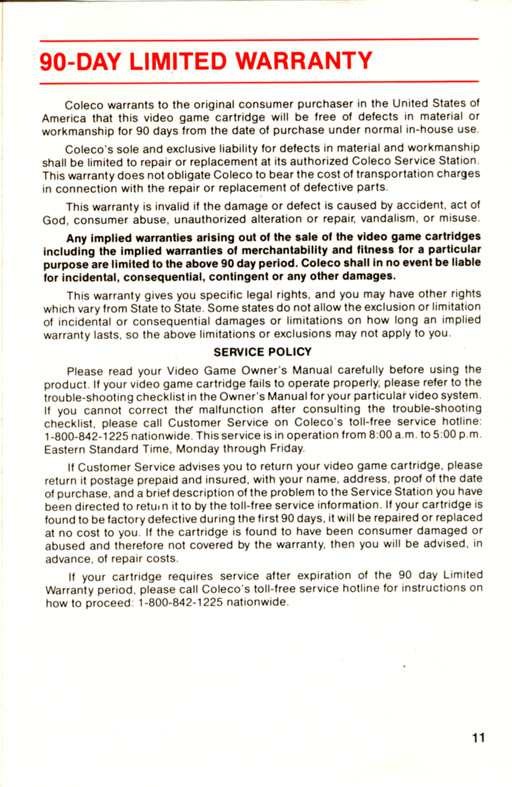 90-DAY LIMITED WARRANTY
Coleco warrants to the original consumer purchaser in the United States of
America that this video game cartridge will be free of defects in material or
workmanship for 90 days from the date of purchase under normal in-house use.
Coleco's sole and exclusive liability for defects in material and workmanship
shall be limited to repair or replacement at its authorized Coleco Service Station.
This warranty does not obligate Coleco to bear the cost of transportation charges
in connection with the repair or replacement of defective parts.
This warranty is invalid if the damage or defect is caused by accident, act of
God, consumer abuse, unauthorized alteration or repair, vandalism, or misuse.
Any implied warranties arising out of the sale of the video game cartridges
including the implied warranties of merchantability and fitness for a particular
purpose are limited to the above 90 day period. Coleco shall in no event be liable
for incidental, consequential, contingent or any other damages.
This warranty gives you specific legal rights, and you may have other rights
which vary from State to State. Some states do not allow the exclusion or limitation
of incidental or consequential damages or limitations on how long an implied
warranty lasts, so the above limitations or exclusions may not apply to you.
SERVICE POLICY
Please read your Video Game Owner's Manual carefully before using the
product. If your video game cartridge fails to operate properly, please refer to the
trouble-shooting checklist in the Owner's Manual for your particular video system.
If you cannot correct the malfunction after consulting the trouble-shooting
checklist, please call Customer Service on Coleco's toll-free service hotline:
1-800-842-1225 nationwide. This service is in operation from 8:00 a.m. to 5:00 p.m.
Eastern Standard Time, Monday through Friday.
If Customer Service advises you to return your video game cartridge, please
return it postage prepaid and insured, with your name, address, proof of the date
of purchase, and a brief description of the problem to the Service Station you have
been directed to return it to by the toll-free service information. If your cartridge is
found to be factory defective during the first 90 days, it will be repaired or replaced
at no cost to you. If the cartridge is found to have been consumer damaged or
abused and therefore not covered by the warranty, then you will be advised, in
advance, of repair costs.
If your cartridge requires service after expiration of the 90 day Limited
Warranty period, please call Coleco's toll-free service hotline for instructions on
how to proceed: 1-800-842-1225 nationwide.
11